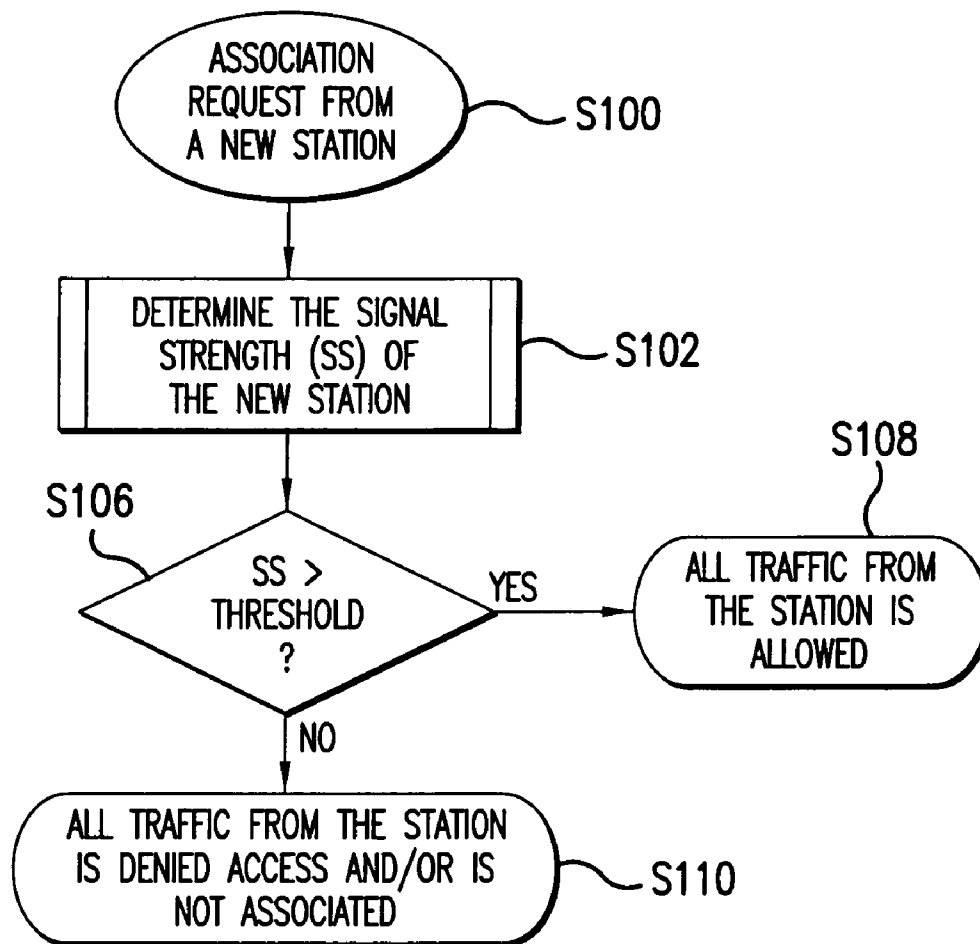 ASSOCIATION
REQUEST FROM
A NEW STATION
S100
DETERMINE THE SIGNAL
STRENGTH (SS) OF
THE NEW STATION
S102
S106
SS >
THRESHOLD
?
YES
S108
ALL TRAFFIC FROM
THE STATION IS
ALLOWED
NO
ALL TRAFFIC FROM THE STATION
IS DENIED ACCESS AND/OR IS
NOT ASSOCIATED
S110